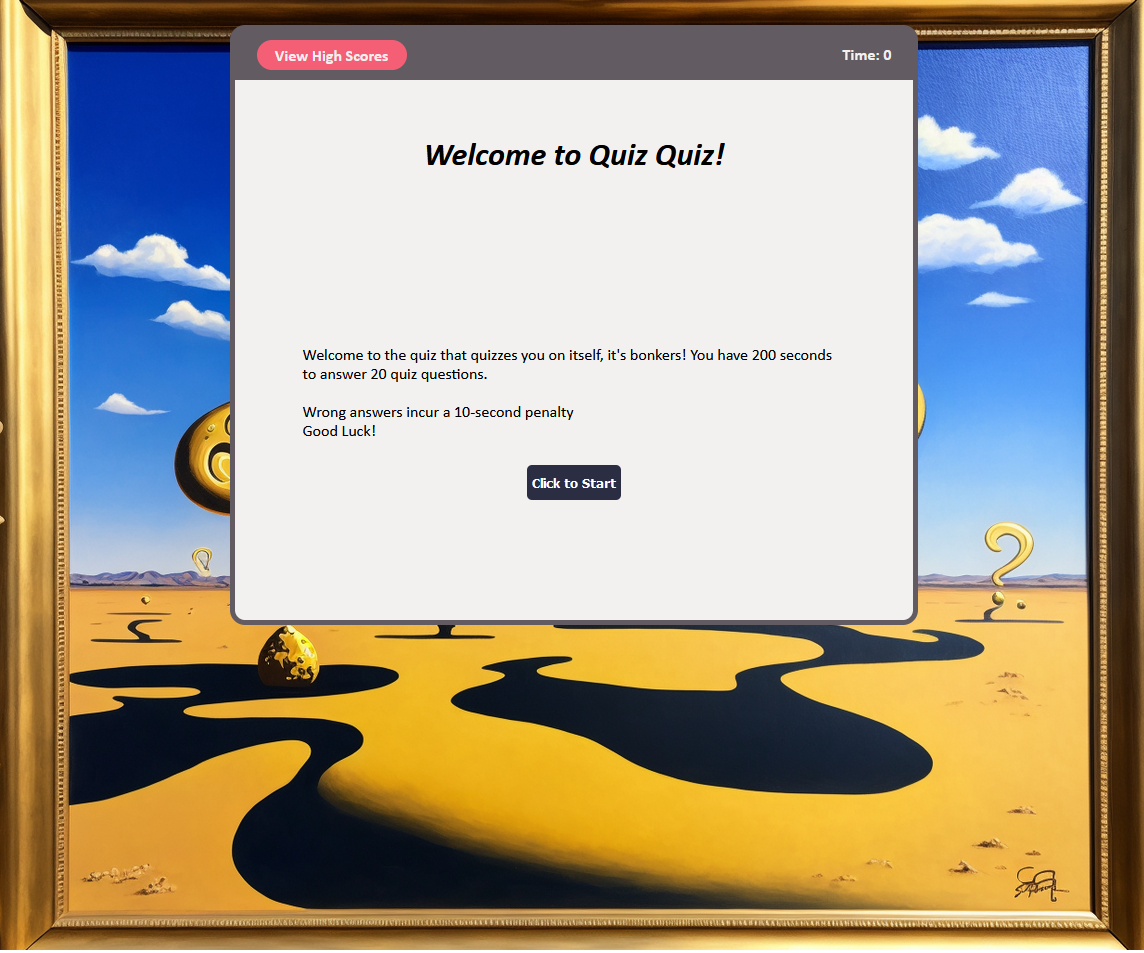 View High Scores
Time: 0
Welcome to Quiz Quiz!
Welcome to the quiz that quizzes you on itself, it's bonkers! You have 200 seconds
to answer 20 quiz questions.
Wrong answers incur a 10-second penalty
Good Luck!
Click to Start